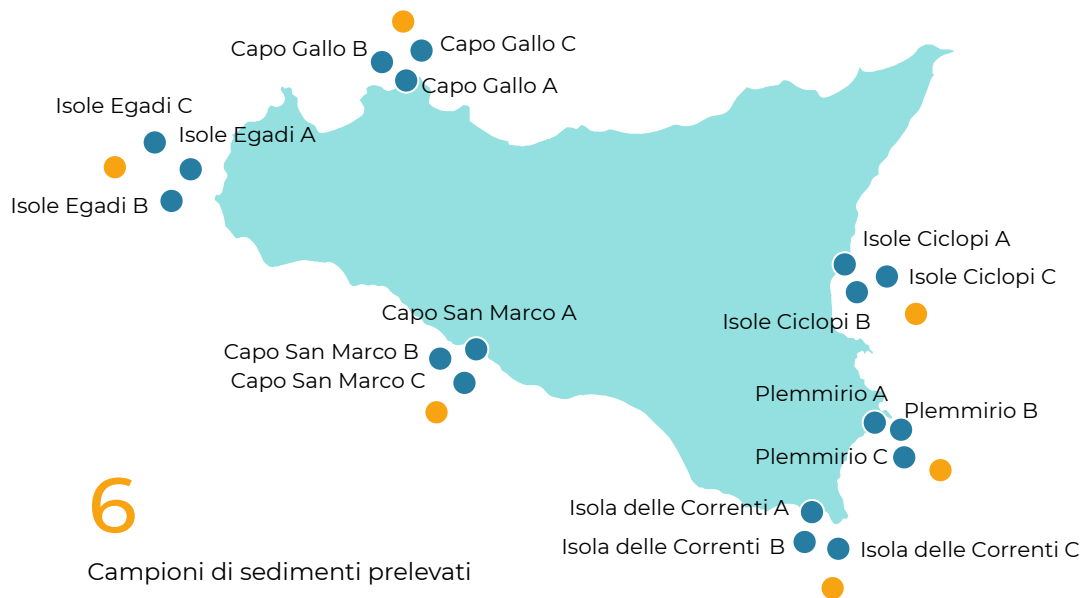 Capo Gallo B
Capo Gallo C
Capo Gallo A
Isole Egadi C
Isole Egadi A
Isole Egadi B
Isole Ciclopi A
Isole Ciclopi C
Isole Ciclopi B
Capo San Marco A
Capo San Marco B
Capo San Marco C
Plemmirio A
Plemmirio B
Plemmirio C
Isola delle Correnti A
Isola delle Correnti B
Isola delle Correnti C
6
Campioni di sedimenti prelevati